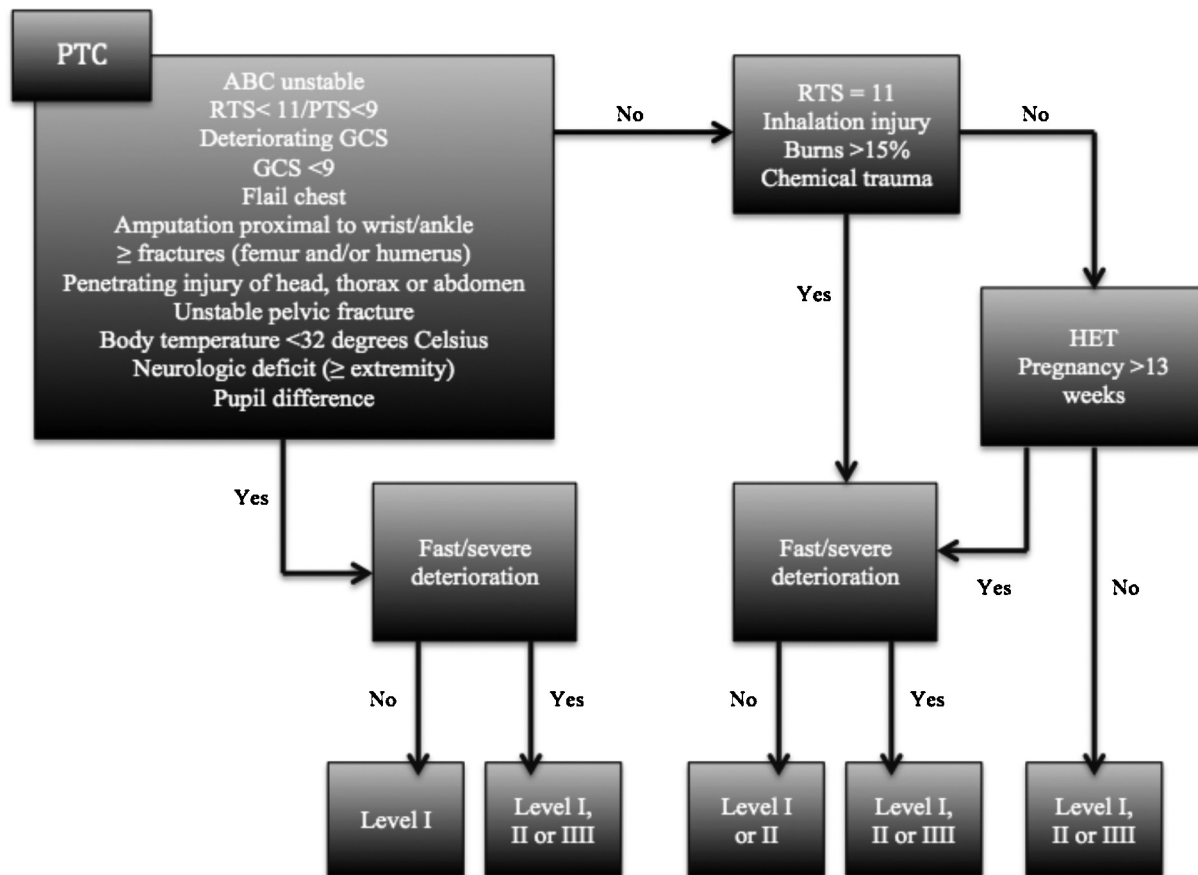 PTC
ABC unstable
RTS< 11/PTS<9
Deteriorating GCS
GCS <9
Flail chest
Amputation proximal to wrist/ankle
≥ fractures (femur and/or humerus)
Penetrating injury of head, thorax or abdomen
Unstable pelvic fracture
Body temperature <32 degrees Celsius
Neurologic deficit (≥ extremity)
Pupil difference
No
RTS = 11
Inhalation injury
Burns >15%
Chemical trauma
No
Yes
HET
Pregnancy >13
weeks
Yes
Fast/severe
deterioration
Fast/severe
deterioration
Yes
No
No
Yes
No
Yes
Level I
Level I,
II or IIII
Level I
or II
Level I,
II or IIII
Level I,
II or IIII